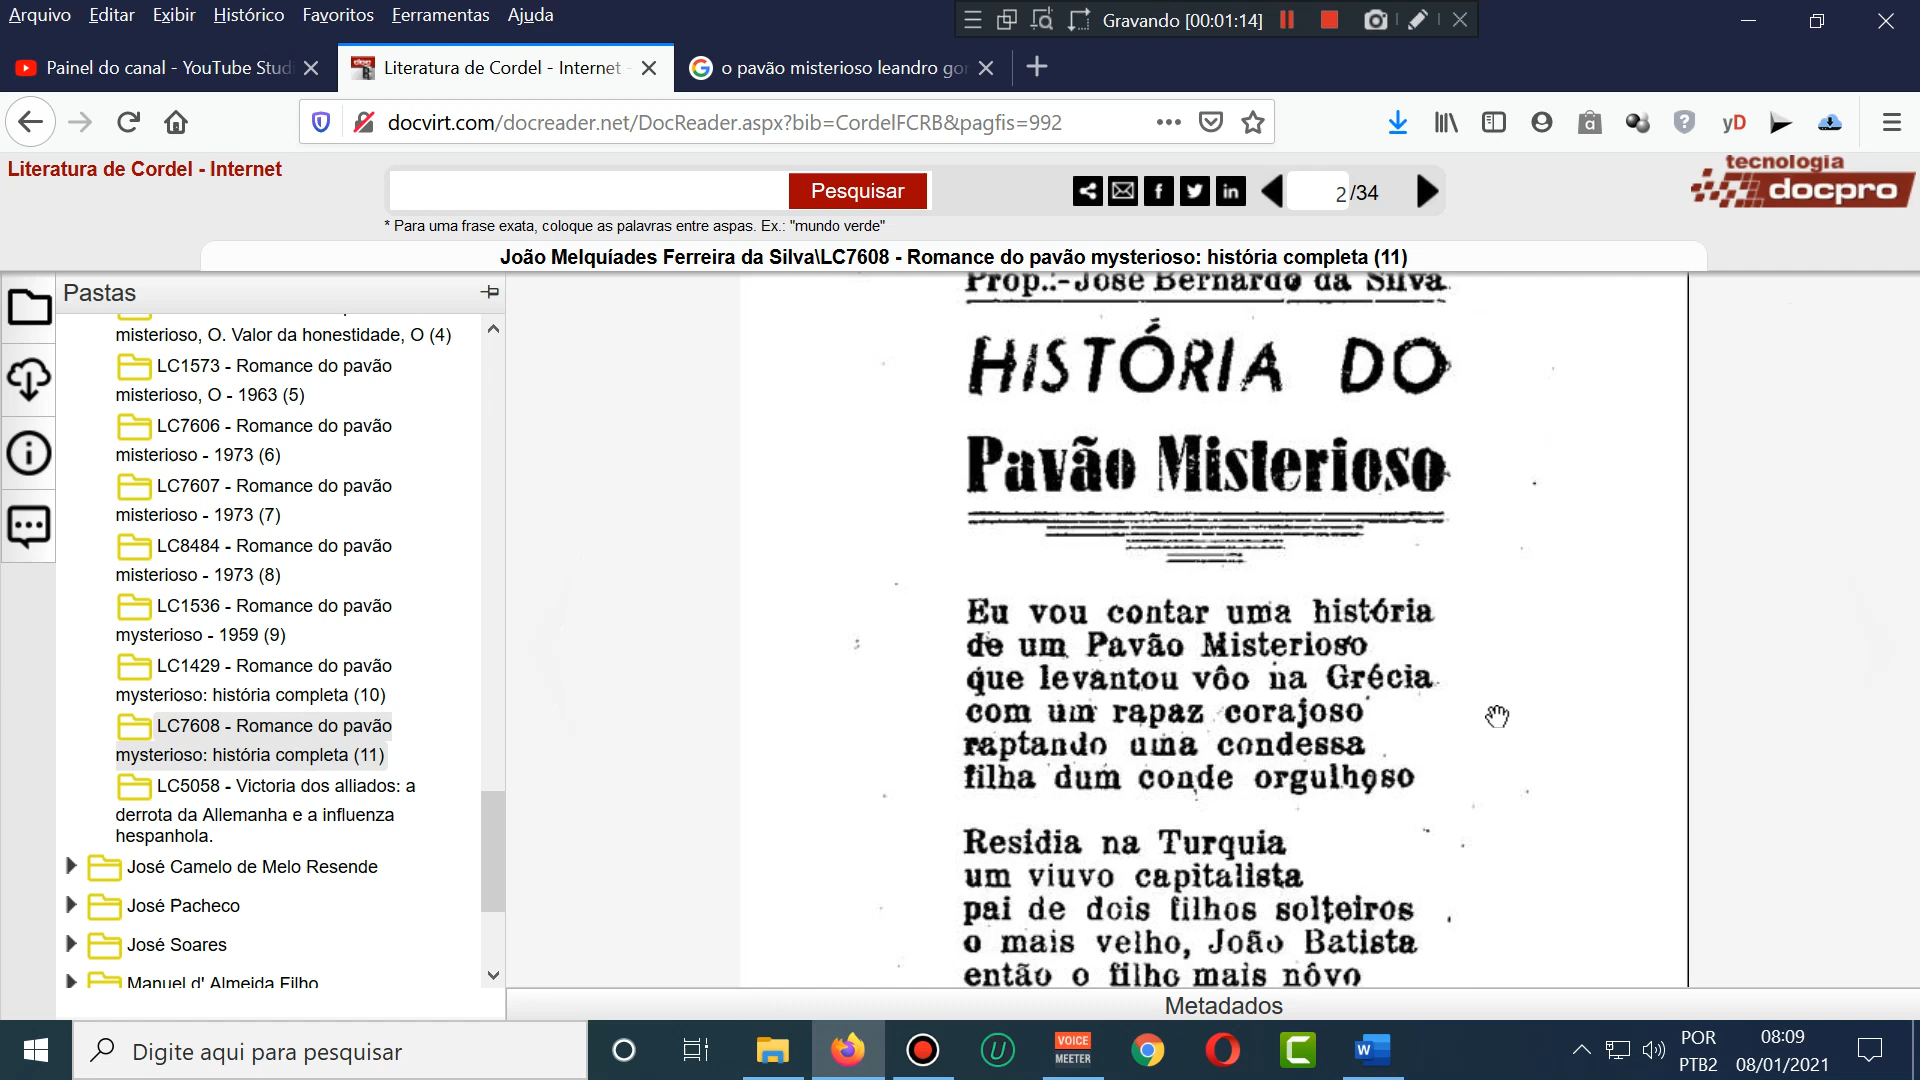 Arquivo Editar Exibir Histórico Favoritos Ferramentas Ajuda
Gravando [00:01:14]
Painel do canal - YouTube Studi
Literatura de Cordel - Internet -
o pavão misterioso leandro gor
docvirt.com/docreader.net/DocReader.aspx?bib=CordelFCRB&pagfis=992
Literatura de Cordel - Internet
Pesquisar
2/34
tecnologia
docpro
* Para uma frase exata, coloque as palavras entre aspas. Ex.: "mundo verde"
João Melquíades Ferreira da Silva\LC7608 - Romance do pavão mysterioso: história completa (11)
Pastas
misterioso, O. Valor da honestidade, O (4)
LC1573 - Romance do pavão
misterioso, O - 1963 (5)
LC7606 - Romance do pavão
misterioso - 1973 (6)
LC7607 - Romance do pavão
misterioso - 1973 (7)
LC8484 - Romance do pavão
misterioso - 1973 (8)
LC1536 - Romance do pavão
mysterioso - 1959 (9)
LC1429 - Romance do pavão
mysterioso: história completa (10)
LC7608 - Romance do pavão
mysterioso: história completa (11)
LC5058 - Victoria dos alliados: a
derrota da Allemanha e a influenza
hespanhola.
José Camelo de Melo Resende
José Pacheco
José Soares
Manuel d' Almeida Filho
Prop.:-José Bernardo da Silva
HISTÓRIA DO
Pavão Misterioso
Eu vou contar uma história
de um Pavão Misterioso
que levantou vôo na Grécia
com um rapaz corajoso
raptando uma condessa
filha dum conde orgulhoso
Residia na Turquia
um viuvo capitalista
pai de dois filhos solteiros
o mais velho, João Batista
então o filho mais nôvo
Metadados
Digite aqui para pesquisar
VOICE
MEETER
POR
PTB2
08:09
08/01/2021